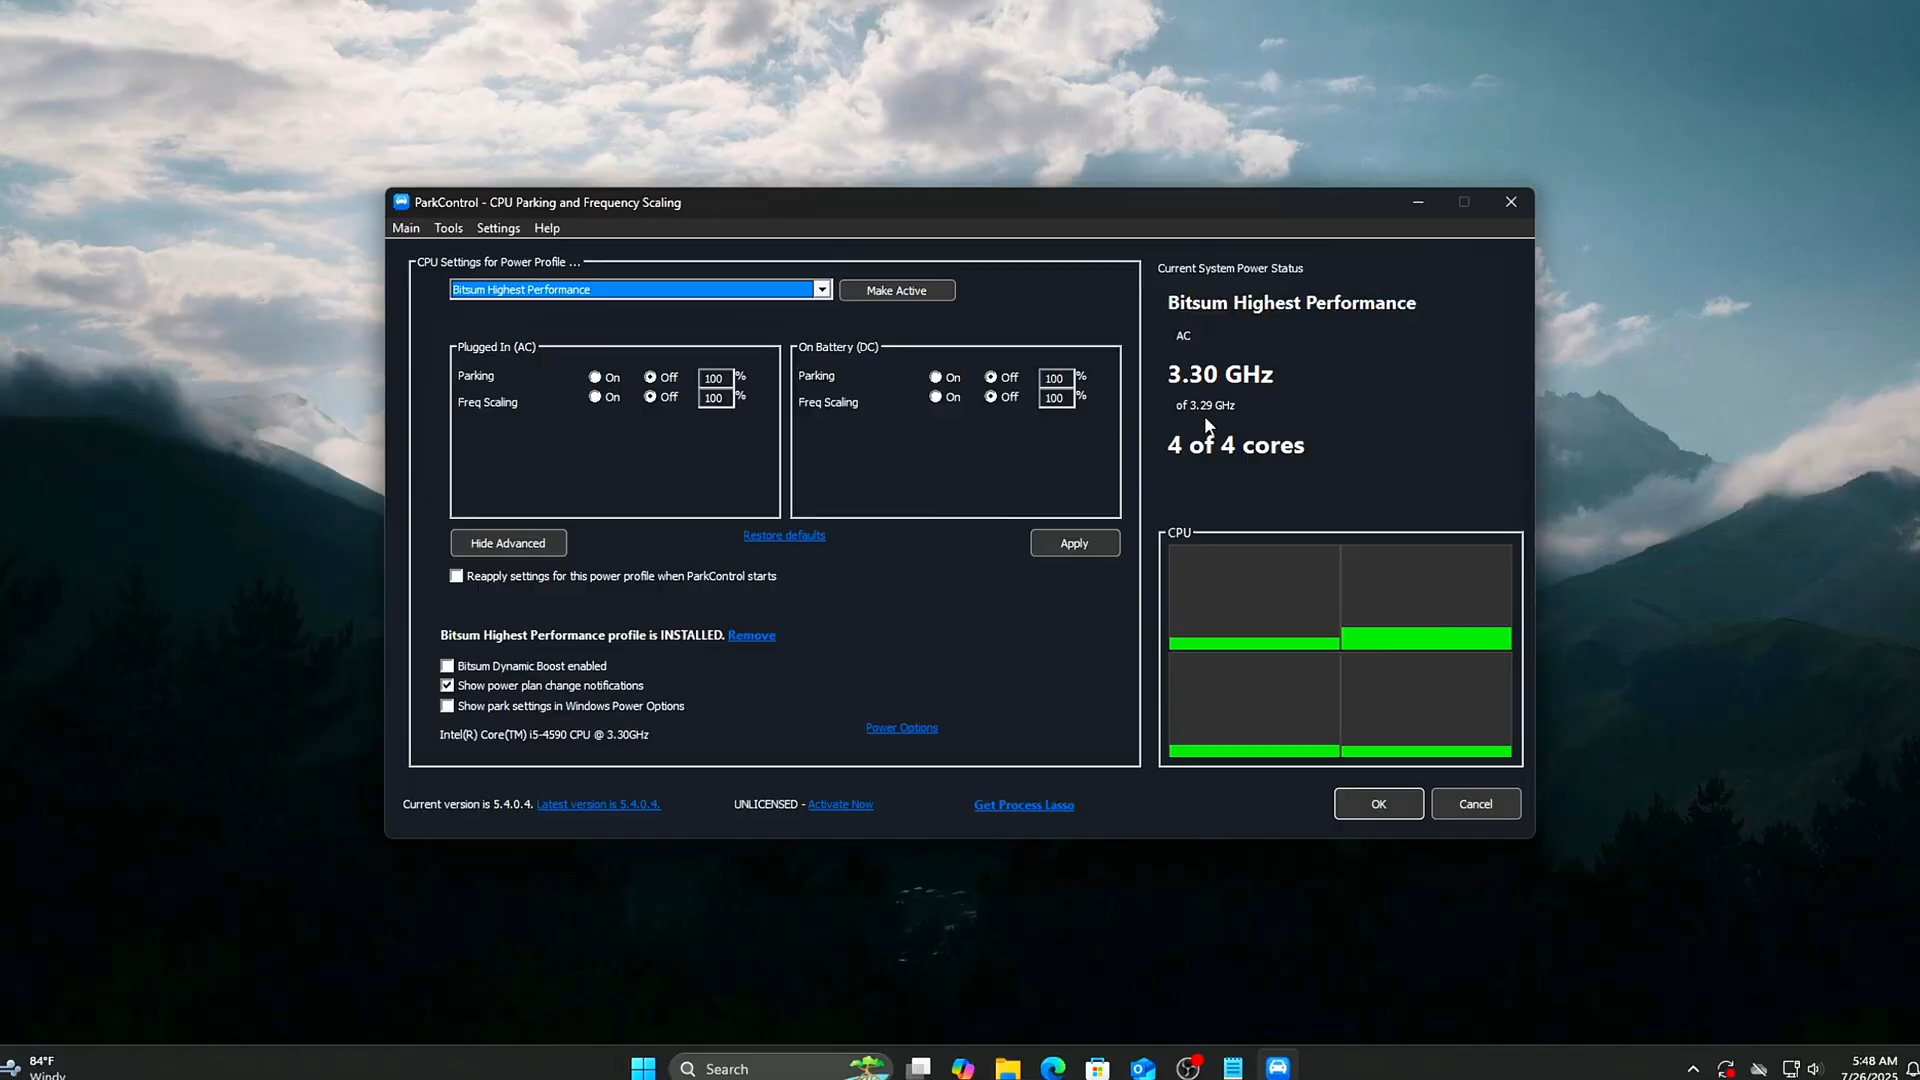 ParkControl - CPU Parking and Frequency Scaling
Main Tools Settings Help
CPU Settings for Power Profile ...
Bitsum Highest Performance
Make Active
Plugged In (AC)
Parking On Off 100 %
Freq Scaling On Off 100 %
On Battery (DC)
Parking On Off 100 %
Freq Scaling On Off 100 %
Hide Advanced
Restore defaults
Apply
Reapply settings for this power profile when ParkControl starts
Bitsum Highest Performance profile is INSTALLED. Remove
Bitsum Dynamic Boost enabled
Show power plan change notifications
Show park settings in Windows Power Options
Intel(R) Core(TM) i5-4590 CPU @ 3.30GHz
Power Options
Current System Power Status
Bitsum Highest Performance
AC
3.30 GHz
of 3.29 GHz
4 of 4 cores
CPU
Current version is 5.4.0.4. Latest version is 5.4.0.4.
UNLICENSED - Activate Now
Get Process Lasso
OK
Cancel
84°F
Windy
Search
5:48 AM
7/26/2025